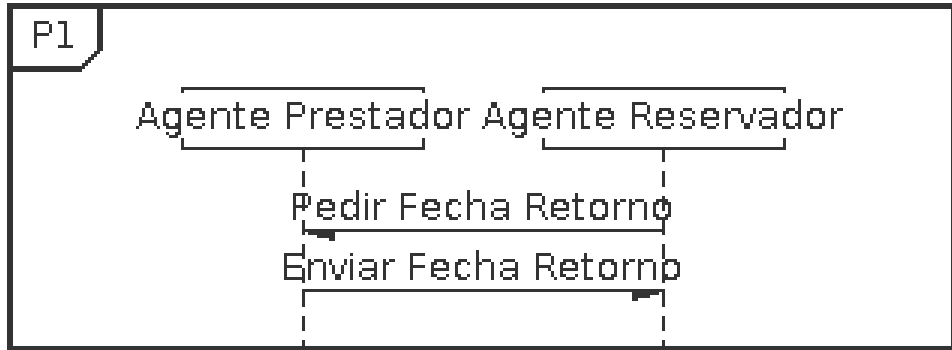 P1
Agente Prestador Agente Reservador
Pedir Fecha Retorno
Enviar Fecha Retorno